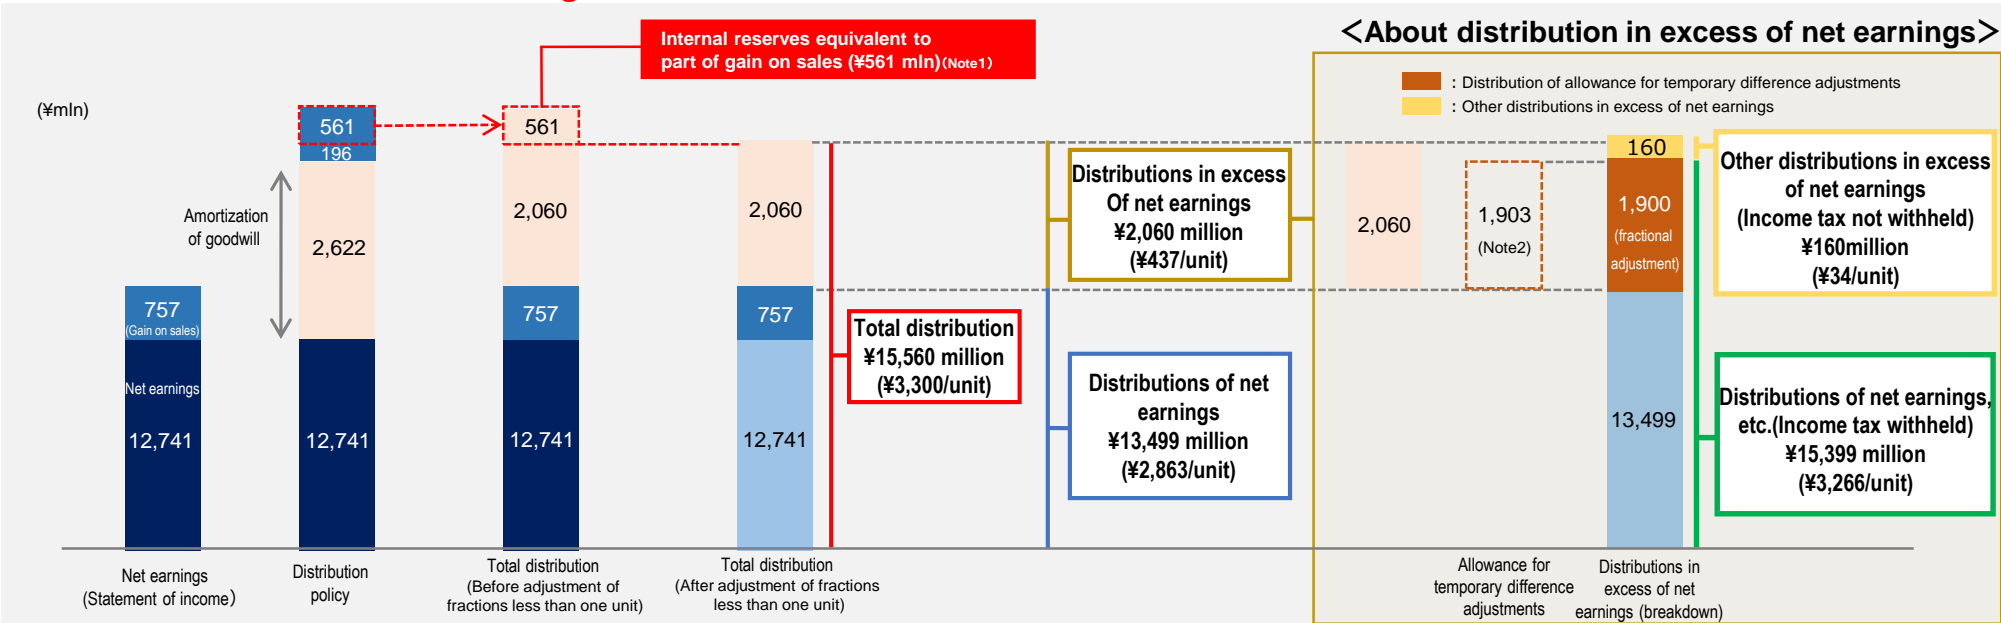 Internal reserves equivalent to
part of gain on sales (¥561 mln)(Note1)
<About distribution in excess of net earnings>
: Distribution of allowance for temporary difference adjustments
: Other distributions in excess of net earnings
(¥mln)
757
(Gain on sales)
Net earnings
12,741
Net earnings
(Statement of income)
Amortization
of goodwill
561
196
2,622
12,741
Distribution
policy
561
2,060
757
12,741
Total distribution
(Before adjustment of
fractions less than one unit)
2,060
757
12,741
Total distribution
(After adjustment of fractions
less than one unit)
Total distribution
¥15,560 million
(¥3,300/unit)
Distributions in excess
Of net earnings
¥2,060 million
(¥437/unit)
Distributions of net
earnings
¥13,499 million
(¥2,863/unit)
2,060
1,903
(Note2)
Allowance for
temporary difference
adjustments
160
1,900
(fractional
adjustment)
13,499
Distributions in
excess of net
earnings (breakdown)
Other distributions in excess
of net earnings
(Income tax not withheld)
¥160million
(¥34/unit)
Distributions of net earnings,
etc.(Income tax withheld)
¥15,399 million
(¥3,266/unit)